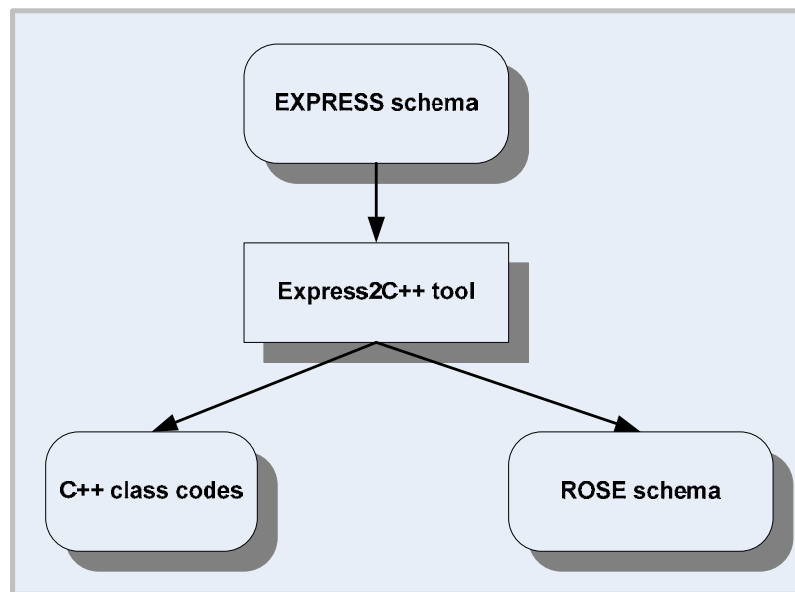 EXPRESS schema
Express2C++ tool
C++ class codes
ROSE schema